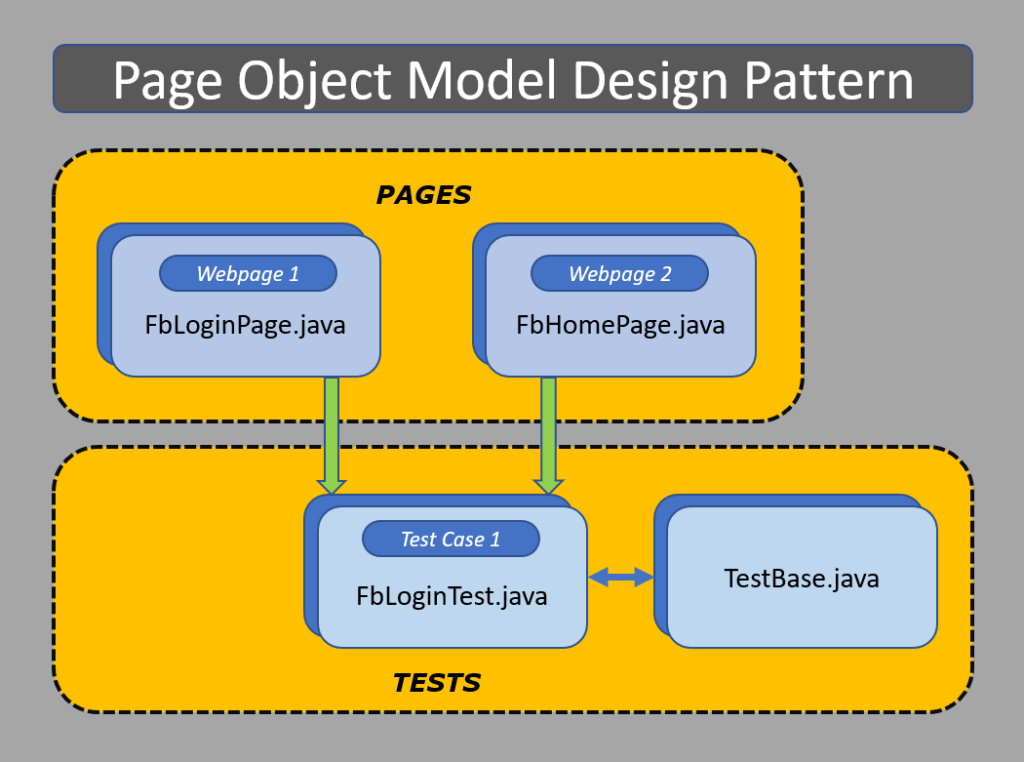 Page Object Model Design Pattern
PAGES
Webpage 1
FbLoginPage.java
Webpage 2
FbHomePage.java
Test Case 1
FbLoginTest.java
TestBase.java
TESTS